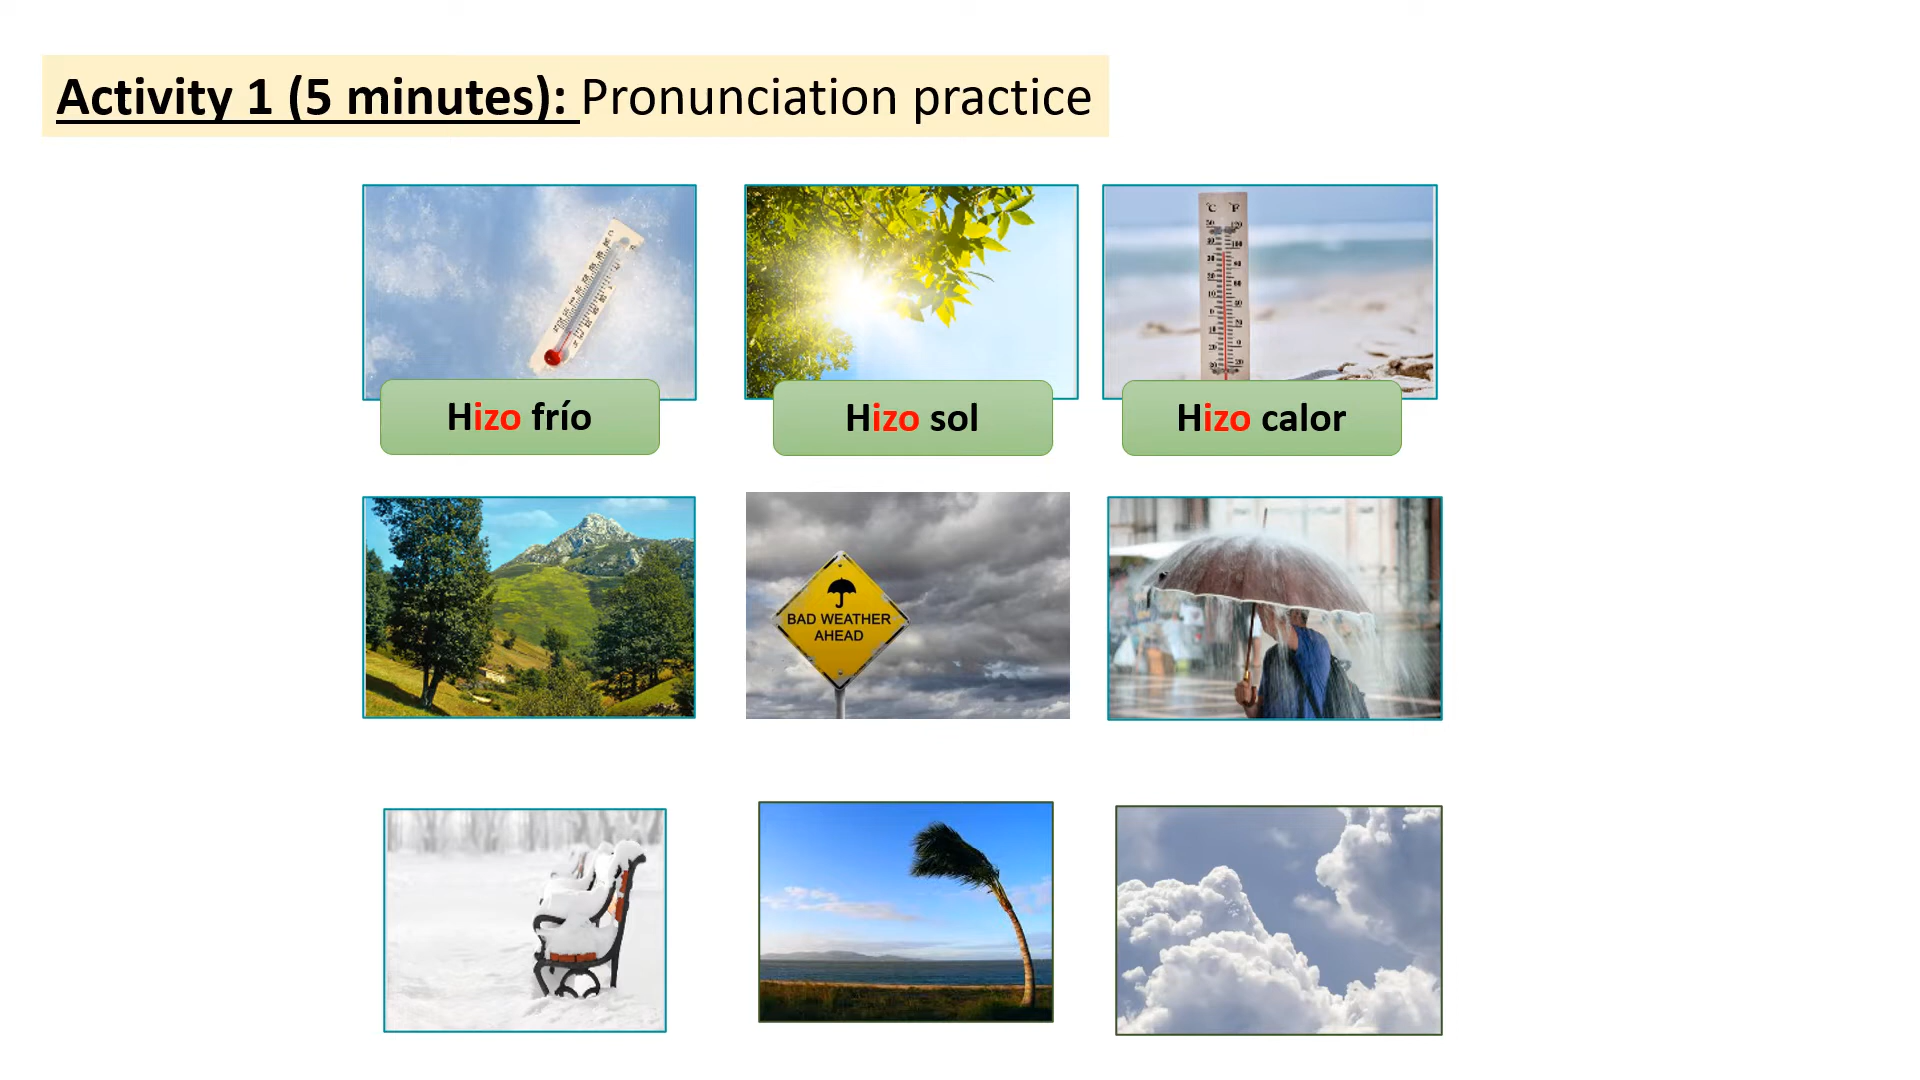 Activity 1 (5 minutes): Pronunciation practice
Hizo frío
Hizo sol
Hizo calor
BAD WEATHER
AHEAD